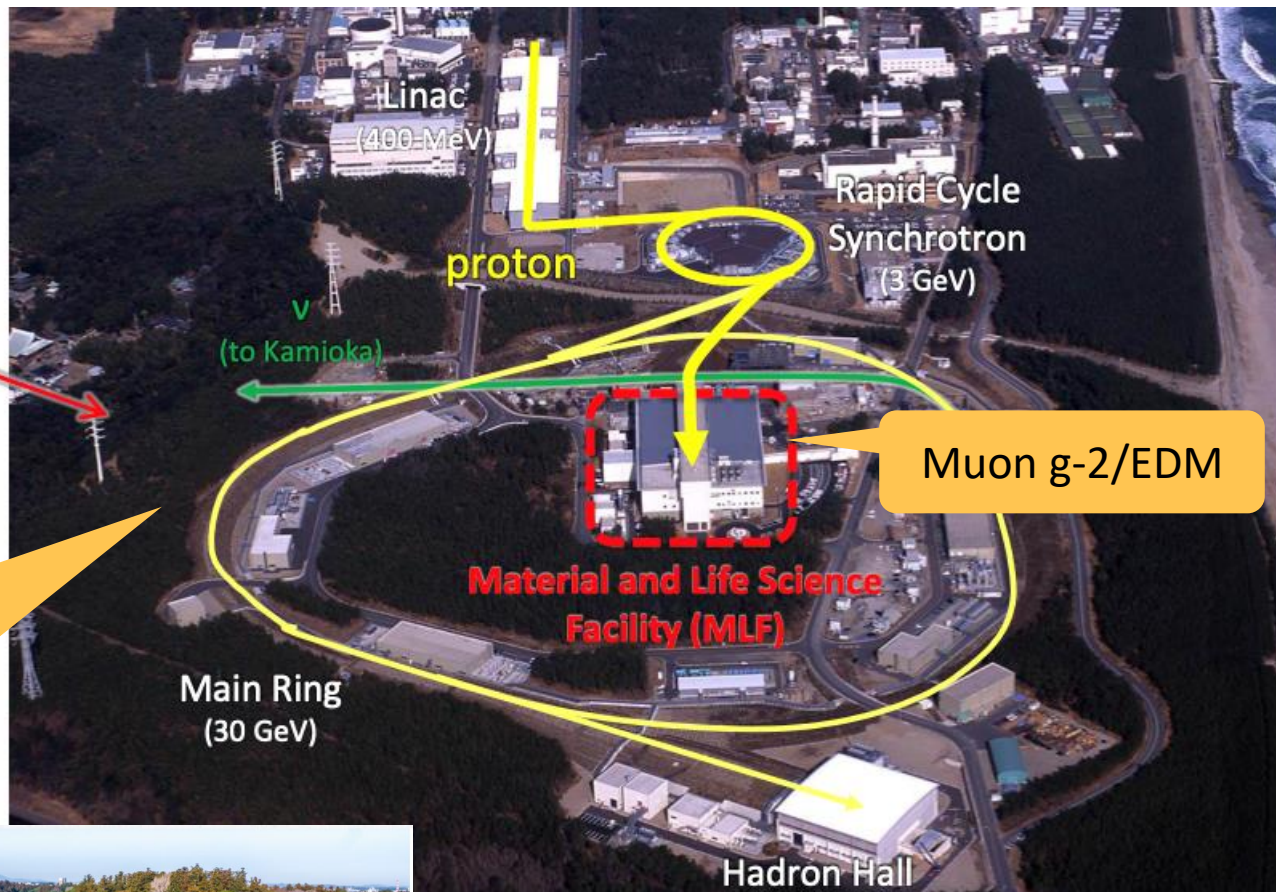 Linac
(400 MeV)
Rapid Cycle
Synchrotron
(3 GeV)
proton
ν
(to Kamioka)
Muon g-2/EDM
Material and Life Science
Facility (MLF)
Main Ring
(30 GeV)
Hadron Hall